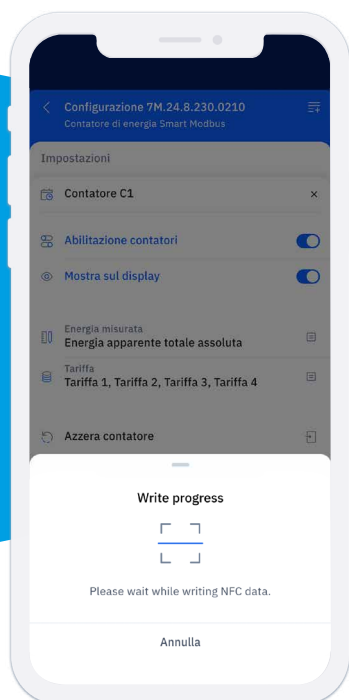 Configurazione 7M.24.8.230.0210
Contatore di energia Smart Modbus
Impostazioni
Contatore C1
Abilitazione contatori
Mostra sul display
Energia misurata
Energia apparente totale assoluta
Tariffa
Tariffa 1, Tariffa 2, Tariffa 3, Tariffa 4
Azzera contatore
Write progress
Please wait while writing NFC data.
Annulla